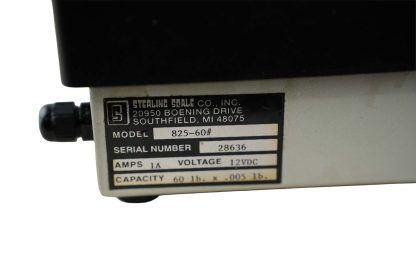 STERLING SCALE CO., INC.
20950 BOENING DRIVE
SOUTHFIELD, MI 48075
MODEL 825-60#
SERIAL NUMBER 28636
AMPS 1A VOLTAGE 12VDC
CAPACITY 60 lb. x .005 lb.